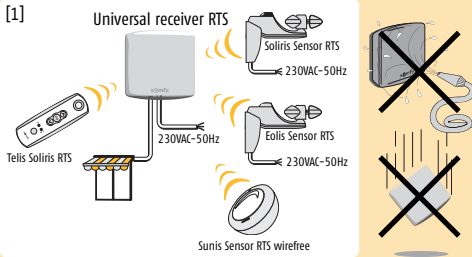 [1]
Universal receiver RTS
somfy.
Soliris Sensor RTS
230VAC~50Hz
Telis Soliris RTS
230VAC~50Hz
Eolis Sensor RTS
230VAC~50Hz
Sunis Sensor RTS wirefree
somfy.